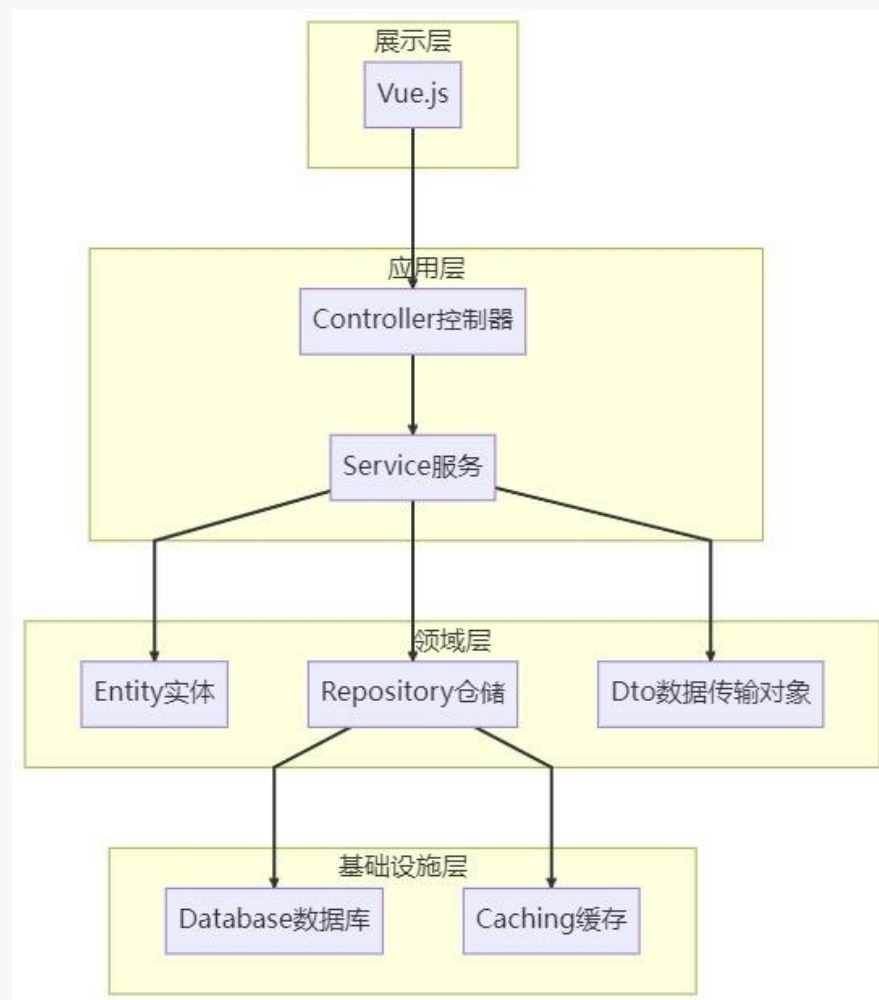 展示层
Vue.js
应用层
Controller控制器
Service服务
领域层
Entity实体
Repository仓储
Dto数据传输对象
基础设施层
Database数据库
Caching缓存